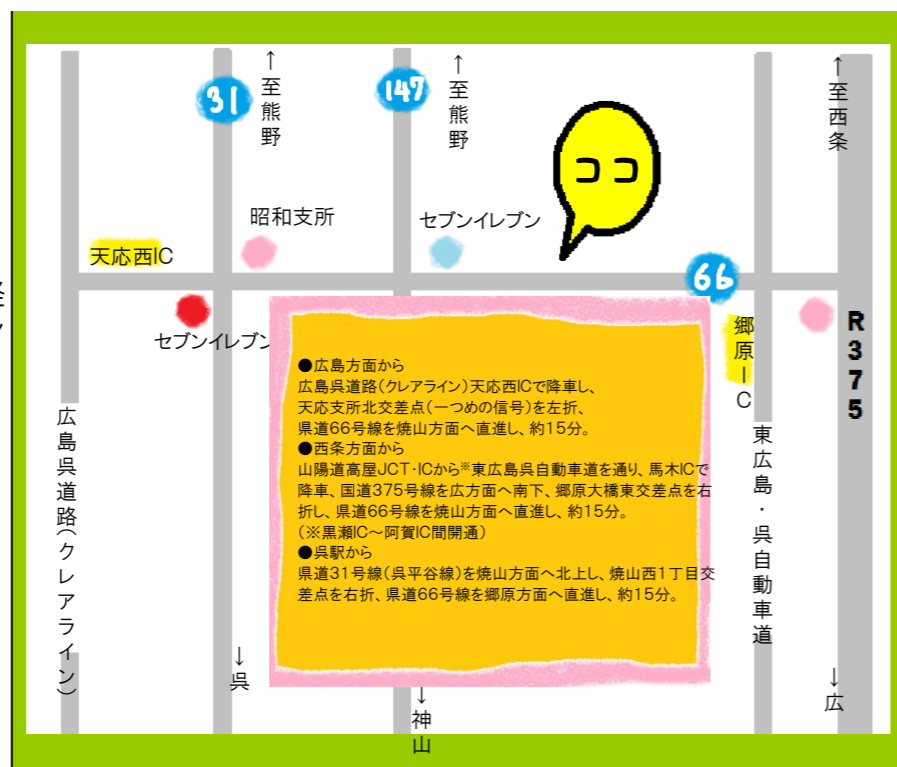 ↑至熊野
↑至熊野
↑至西条
31
147
ココ
昭和支所
セブンイレブン
天応西IC
66
セブンイレブン
郷原IC
R375
●広島方面から
広島呉道路(クレアライン)天応西ICで降車し、
天応支所北交差点(一つめの信号)を左折、
県道66号線を焼山方面へ直進し、約15分。
●西条方面から
山陽道高屋JCT・ICから※東広島呉自動車道を通り、馬木ICで
降車、国道375号線を広方面へ南下、郷原大橋東交差点を右
折し、県道66号線を焼山方面へ直進し、約15分。
(※黒瀬IC～阿賀IC間開通)
●呉駅から
県道31号線(呉平谷線)を焼山方面へ北上し、焼山西1丁目交
差点を右折、県道66号線を郷原方面へ直進し、約15分。
広島呉道路(クレアライン)
東広島・呉自動車道
↓呉
↓神山
↓広